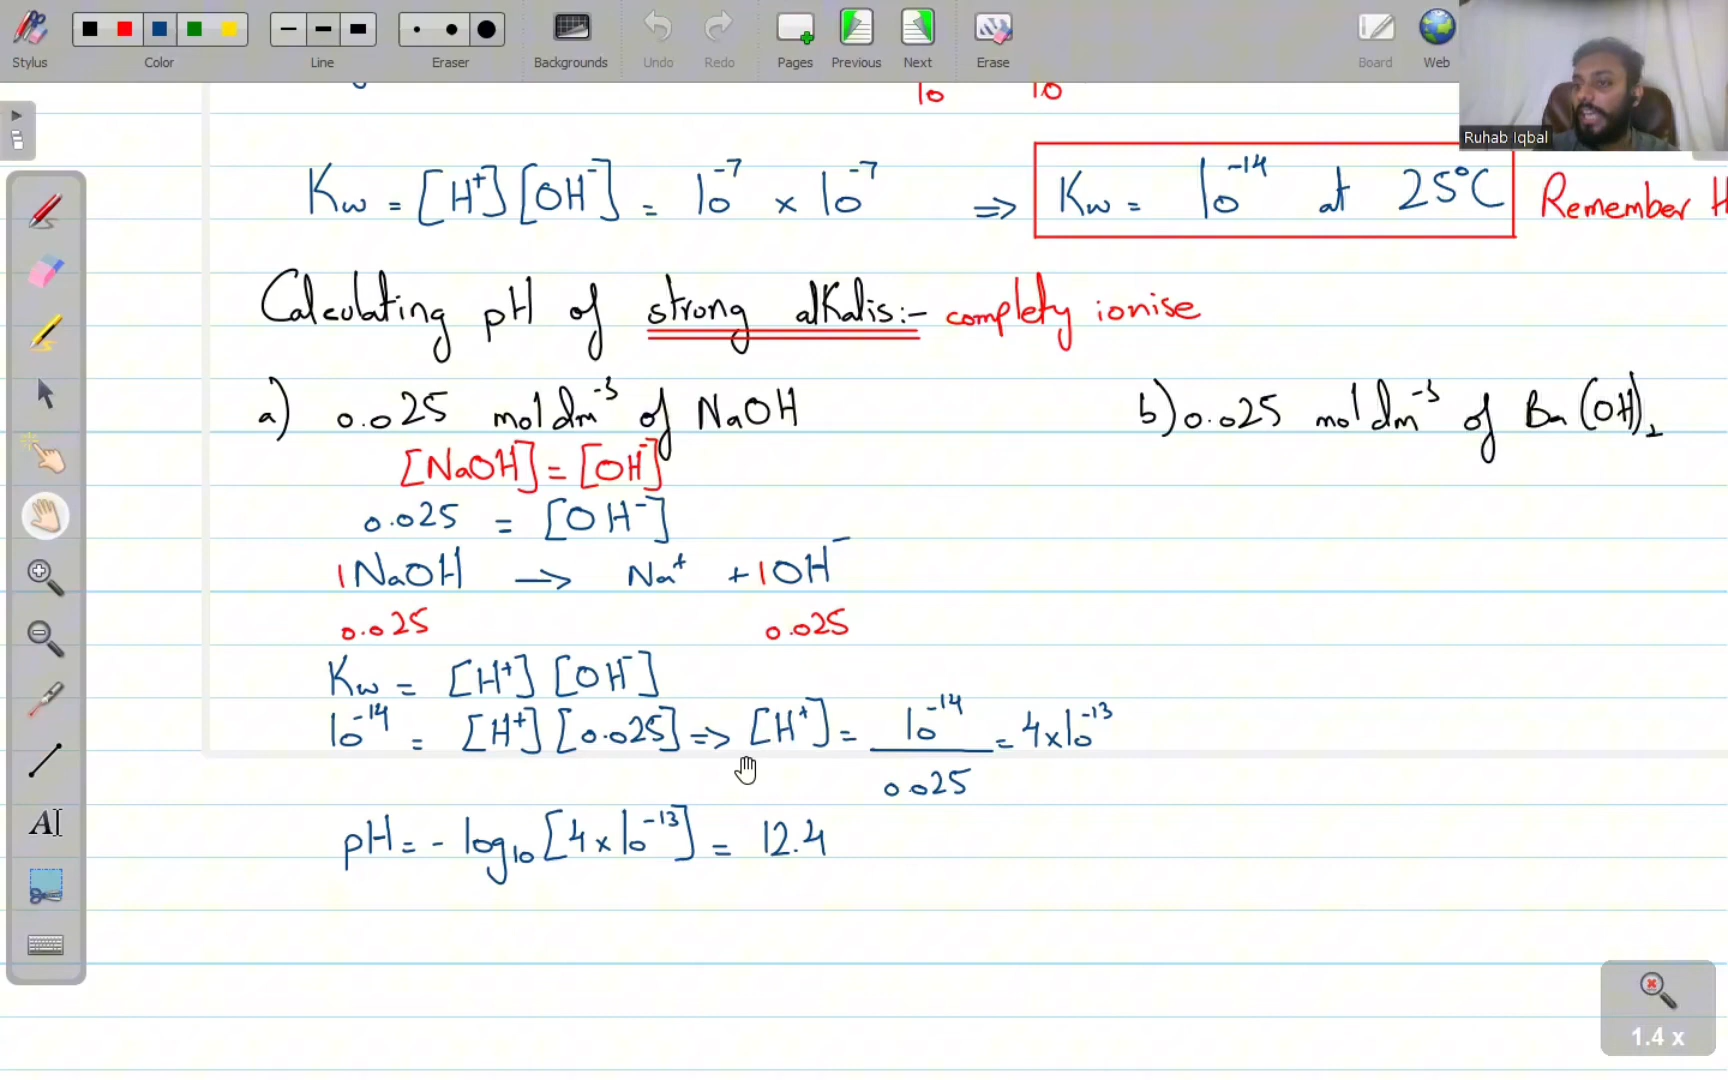 Stylus Color Line Eraser Backgrounds Undo Redo Pages Previous Next Erase Board Web
Ruhab Iqbal
10 10
Kw = [H⁺][OH⁻] = 10⁻⁷ x 10⁻⁷ => Kw = 10⁻¹⁴ at 25°C Remember H
Calculating pH of strong alkalis:- complety ionise
a) 0.025 mol dm⁻³ of NaOH b) 0.025 mol dm⁻³ of Ba(OH)₂
[NaOH] = [OH⁻]
0.025 = [OH⁻]
1NaOH → Na⁺ + 1OH⁻
0.025 0.025
Kw = [H⁺][OH⁻]
10⁻¹⁴ = [H⁺][0.025] => [H⁺] = 10⁻¹⁴ / 0.025 = 4x10⁻¹³
pH = - log₁₀[4x10⁻¹³] = 12.4
1.4 x